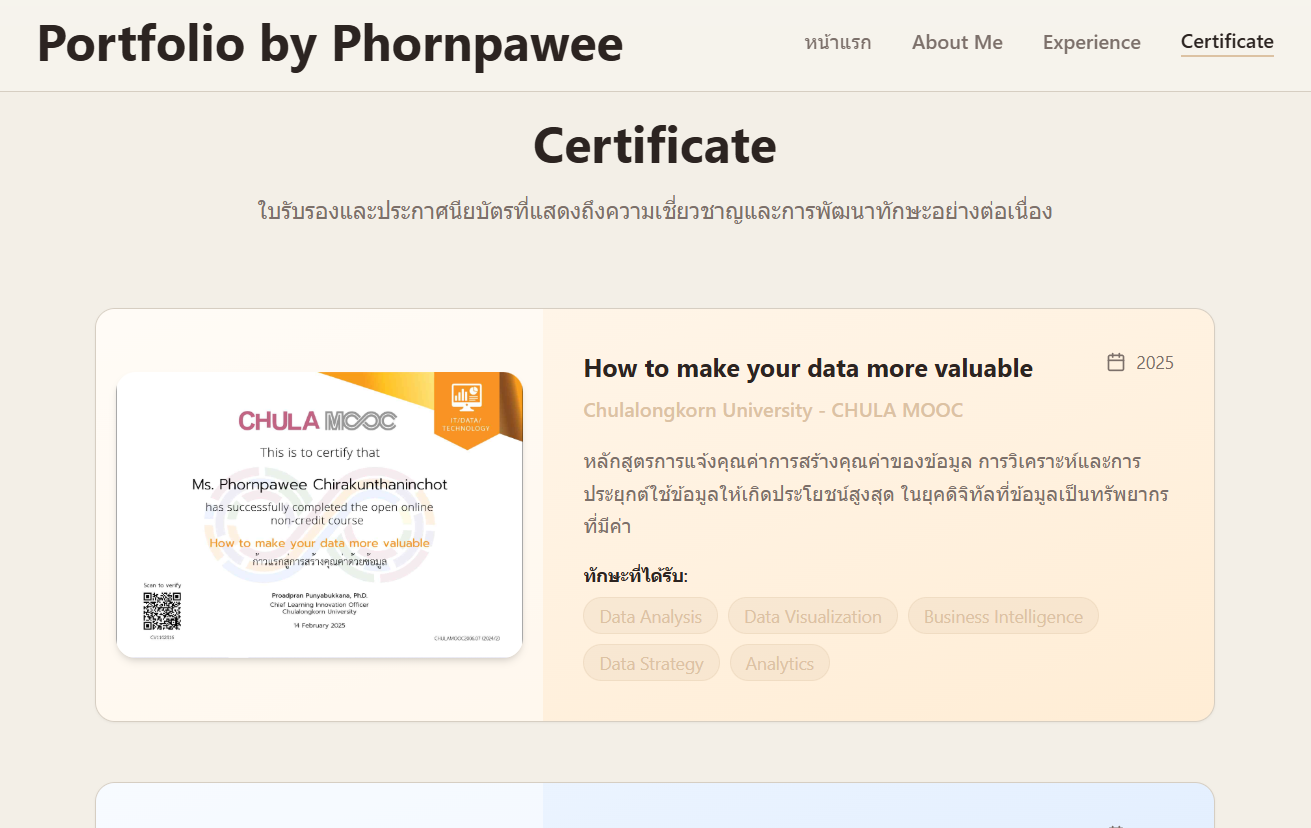 Portfolio by Phornpawee
หน้าแรก
About Me
Experience
Certificate
Certificate
ใบรับรองและประกาศนียบัตรที่แสดงถึงความเชี่ยวชาญและการพัฒนาทักษะอย่างต่อเนื่อง
CHULA MOOC
IT/DATA/
TECHNOLOGY
This is to certify that
Ms. Phornpawee Chirakunthaninchot
has successfully completed the open online
non-credit course
How to make your data more valuable
ก้าวแรกสู่การสร้างคุณค่าด้วยข้อมูล
Scan to verify
Proadpran Punyabukkana, Ph.D.
Chief Learning Innovation Officer
Chulalongkorn University
14 February 2025
How to make your data more valuable
2025
Chulalongkorn University - CHULA MOOC
หลักสูตรการแจ้งคุณค่าการสร้างคุณค่าของข้อมูล การวิเคราะห์และการ
ประยุกต์ใช้ข้อมูลให้เกิดประโยชน์สูงสุด ในยุคดิจิทัลที่ข้อมูลเป็นทรัพยากร
ที่มีค่า
ทักษะที่ได้รับ:
Data Analysis
Data Visualization
Business Intelligence
Data Strategy
Analytics